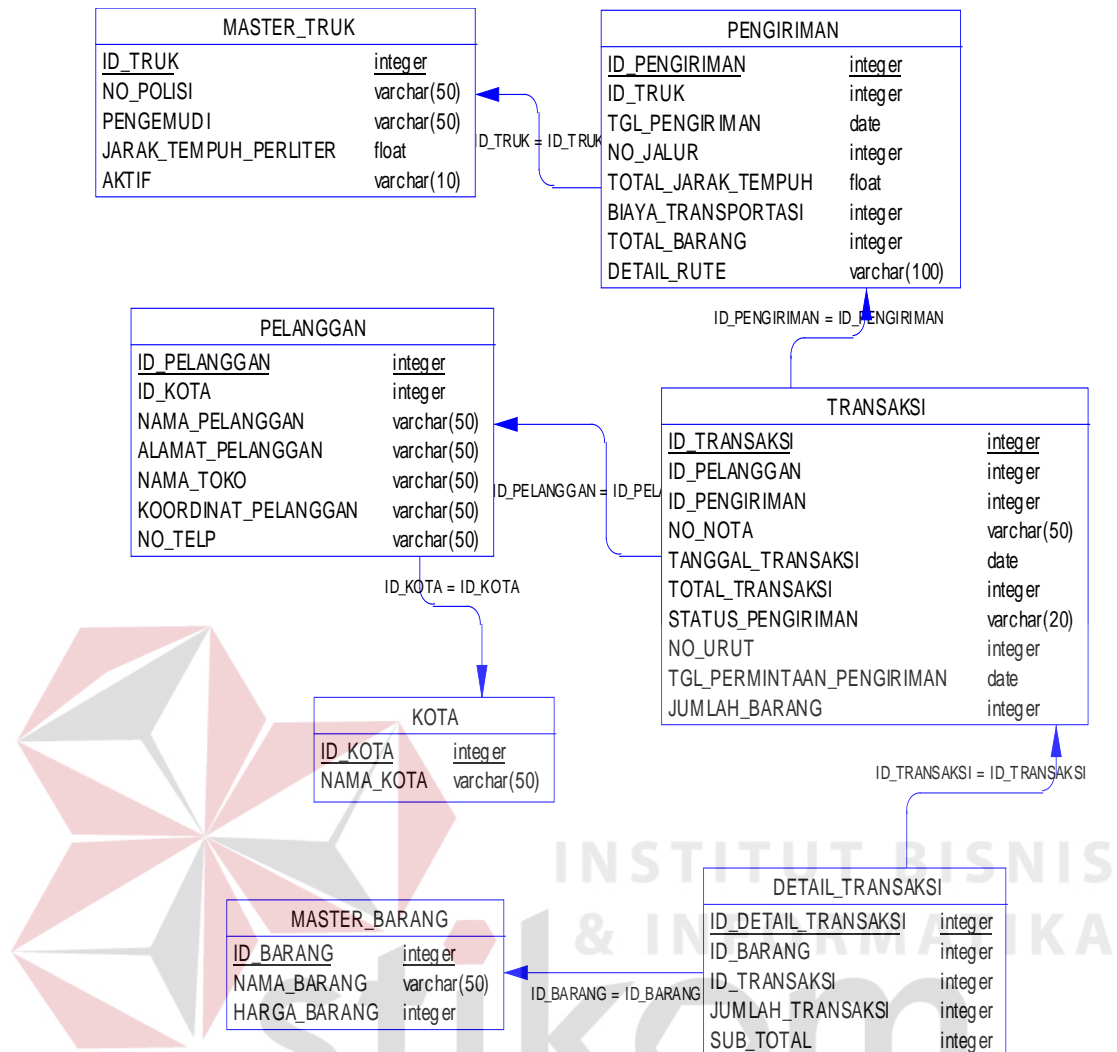 MASTER_TRUK
ID_TRUK integer
NO_POLISI varchar(50)
PENGEMUDI varchar(50)
JARAK_TEMPUH_PERLITER float
AKTIF varchar(10)
ID_TRUK = ID_TRUK
PENGIRIMAN
ID_PENGIRIMAN integer
ID_TRUK integer
TGL_PENGIRIMAN date
NO_JALUR integer
TOTAL_JARAK_TEMPUH float
BIAYA_TRANSPORTASI integer
TOTAL_BARANG integer
DETAIL_RUTE varchar(100)
ID_PENGIRIMAN = ID_PENGIRIMAN
PELANGGAN
ID_PELANGGAN integer
ID_KOTA integer
NAMA_PELANGGAN varchar(50)
ALAMAT_PELANGGAN varchar(50)
NAMA_TOKO varchar(50)
KOORDINAT_PELANGGAN varchar(50)
NO_TELP varchar(50)
ID_PELANGGAN = ID_PEL
TRANSAKSI
ID_TRANSAKSI integer
ID_PELANGGAN integer
ID_PENGIRIMAN integer
NO_NOTA varchar(50)
TANGGAL_TRANSAKSI date
TOTAL_TRANSAKSI integer
STATUS_PENGIRIMAN varchar(20)
NO_URUT integer
TGL_PERMINTAAN_PENGIRIMAN date
JUMLAH_BARANG integer
ID_KOTA = ID_KOTA
KOTA
ID_KOTA integer
NAMA_KOTA varchar(50)
ID_TRANSAKSI = ID_TRANSAKSI
INSTITUT BISNIS
& INFORMATIKA
stikom
MASTER_BARANG
ID_BARANG integer
NAMA_BARANG varchar(50)
HARGA_BARANG integer
ID_BARANG = ID_BARANG
DETAIL_TRANSAKSI
ID_DETAIL_TRANSAKSI integer
ID_BARANG integer
ID_TRANSAKSI integer
JUMLAH_TRANSAKSI integer
SUB_TOTAL integer